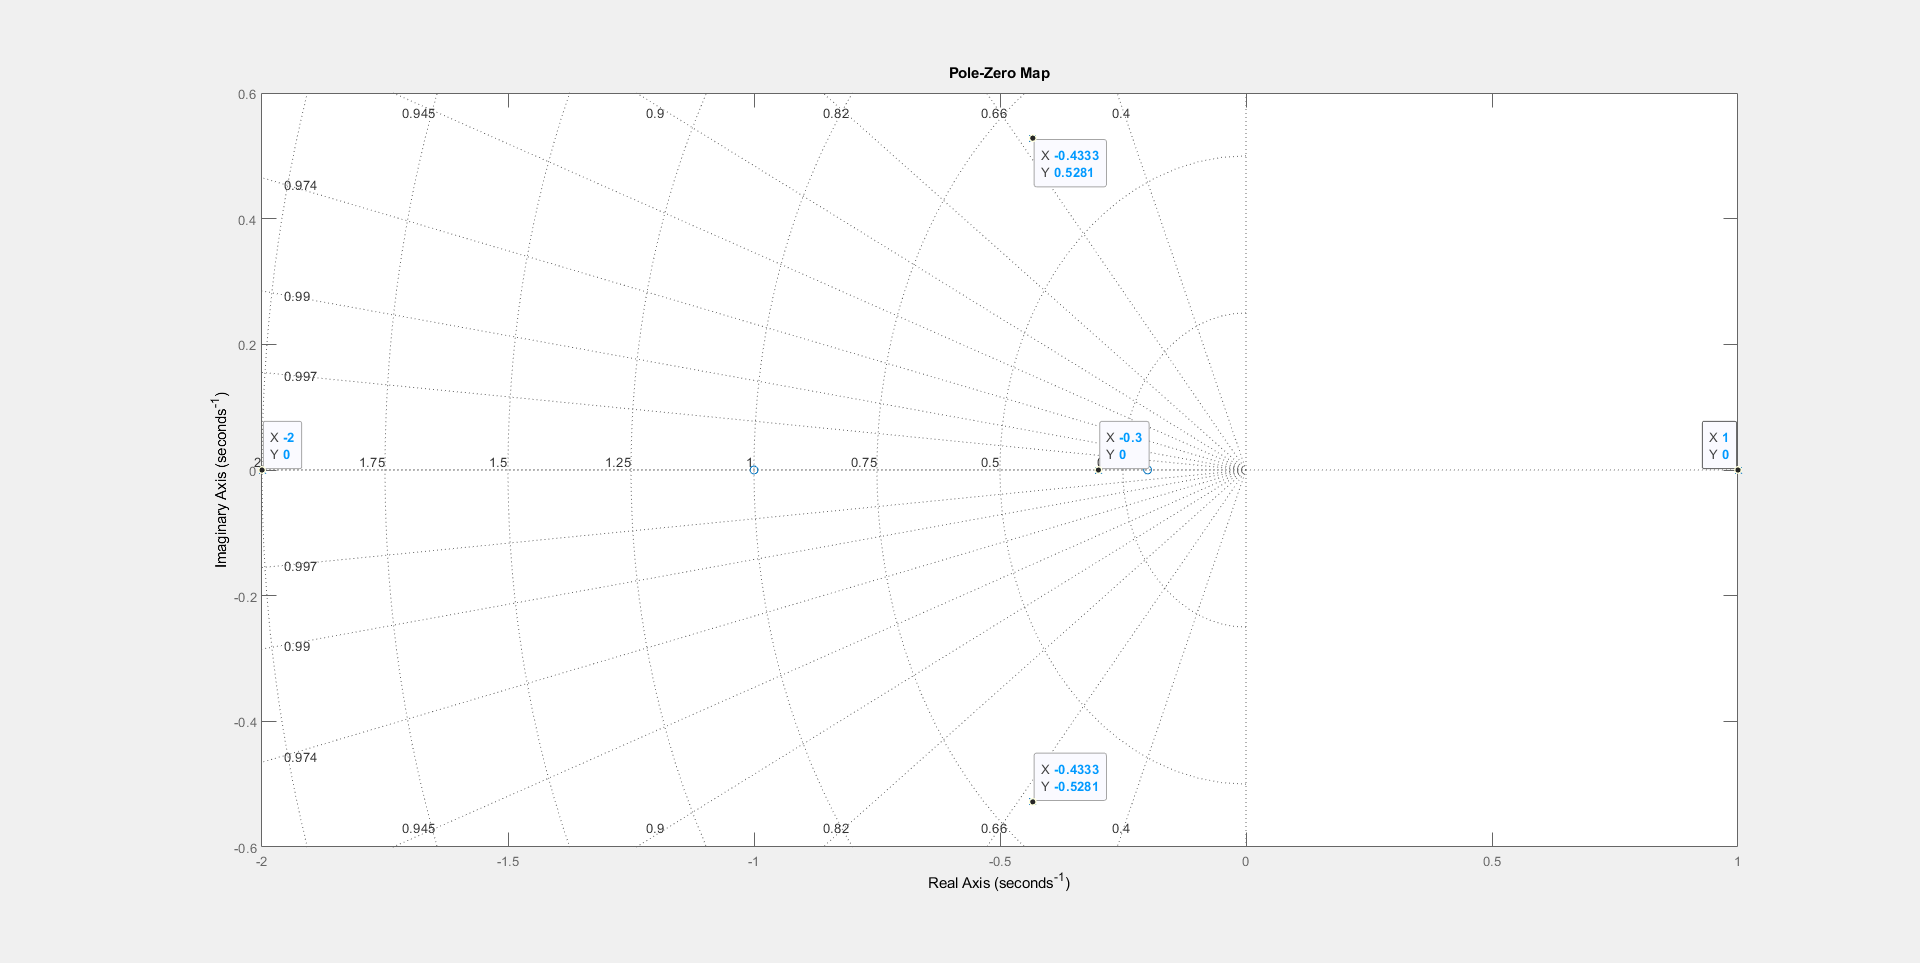 Pole-Zero Map
0.6
0.945
0.9
0.82
0.66
0.4
X -0.4333
Y 0.5281
0.974
0.4
0.99
0.2
0.997
Imaginary Axis (seconds-1)
X -2
Y 0
X -0.3
Y 0
X 1
Y 0
2
1.75
1.5
1.25
1
0.75
0.5
0
0.997
-0.2
0.99
-0.4
0.974
X -0.4333
Y -0.5281
0.945
0.9
0.82
0.66
0.4
-0.6
-2
-1.5
-1
-0.5
0
0.5
1
Real Axis (seconds-1)